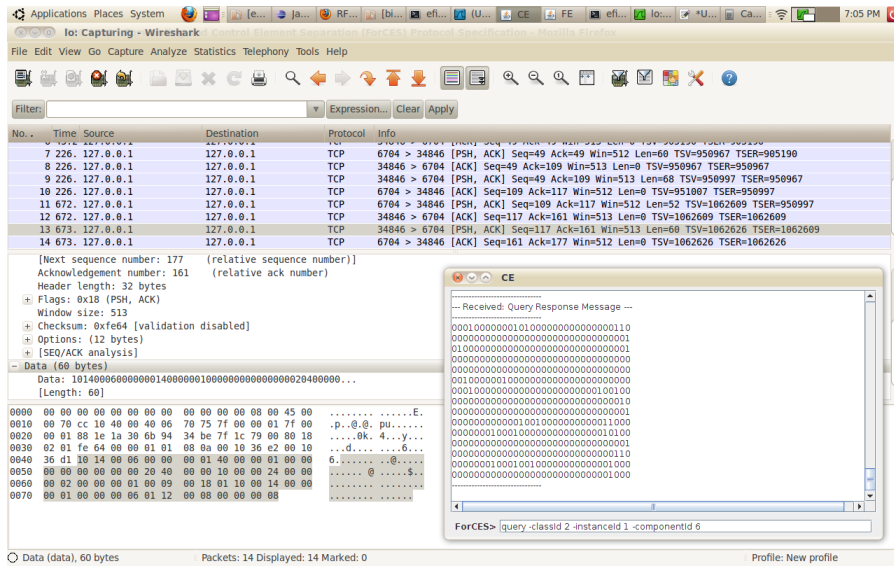 Applications Places System [e... Ja... RF... [bi... efi... (U... CE FE efi... lo:... *U... Ca... 7:05 PM
lo: Capturing - Wireshark
File Edit View Go Capture Analyze Statistics Telephony Tools Help
Filter: Expression... Clear Apply
No. . Time Source Destination Protocol Info
7 226. 127.0.0.1 127.0.0.1 TCP 6704 > 34846 [PSH, ACK] Seq=49 Ack=49 Win=512 Len=60 TSV=950967 TSER=905190
8 226. 127.0.0.1 127.0.0.1 TCP 34846 > 6704 [ACK] Seq=49 Ack=109 Win=513 Len=0 TSV=950967 TSER=950967
9 226. 127.0.0.1 127.0.0.1 TCP 34846 > 6704 [PSH, ACK] Seq=49 Ack=109 Win=513 Len=68 TSV=950997 TSER=950967
10 226. 127.0.0.1 127.0.0.1 TCP 6704 > 34846 [ACK] Seq=109 Ack=117 Win=512 Len=0 TSV=951007 TSER=950997
11 672. 127.0.0.1 127.0.0.1 TCP 6704 > 34846 [PSH, ACK] Seq=109 Ack=117 Win=512 Len=52 TSV=1062609 TSER=950997
12 672. 127.0.0.1 127.0.0.1 TCP 34846 > 6704 [ACK] Seq=117 Ack=161 Win=513 Len=0 TSV=1062609 TSER=1062609
13 673. 127.0.0.1 127.0.0.1 TCP 34846 > 6704 [PSH, ACK] Seq=117 Ack=161 Win=513 Len=60 TSV=1062626 TSER=1062609
14 673. 127.0.0.1 127.0.0.1 TCP 6704 > 34846 [ACK] Seq=161 Ack=177 Win=512 Len=0 TSV=1062626 TSER=1062626
[Next sequence number: 177 (relative sequence number)]
Acknowledgement number: 161 (relative ack number)
Header length: 32 bytes
Flags: 0x18 (PSH, ACK)
Window size: 513
Checksum: 0xfe64 [validation disabled]
Options: (12 bytes)
[SEQ/ACK analysis]
Data (60 bytes)
Data: 101400060000000140000001000000000000000020400000...
[Length: 60]
0000 00 00 00 00 00 00 00 00 00 00 00 00 08 00 45 00 ........ ......E.
0010 00 70 cc 10 40 00 40 06 70 75 7f 00 00 01 7f 00 .p..@.@. pu......
0020 00 01 88 1e 1a 30 6b 94 34 be 7f 1c 79 00 80 18 .....0k. 4...y...
0030 02 01 fe 64 00 00 01 01 08 0a 00 10 36 e2 00 10 ...d.... ....6...
0040 36 d1 10 14 00 06 00 00 00 01 40 00 00 01 00 00 6....... ..@.....
0050 00 00 00 00 00 00 20 40 00 00 10 00 00 24 00 00 ...... @ .....$..
0060 00 02 00 00 00 01 00 09 00 18 01 10 00 14 00 00 ........ ........
0070 00 01 00 00 00 06 01 12 00 08 00 00 00 08 ........ ......
CE
--- Received: Query Response Message ---
00010000000101000000000000000110
00000000000000000000000000000001
01000000000000000000000000000001
00000000000000000000000000000000
00000000000000000000000000000000
00100000010000000000000000000000
00010000000000000000000000100100
00000000000000000000000000000010
00000000000000000000000000000001
00000000000010010000000000011000
00000001000100000000000000010100
00000000000000000000000000000001
00000000000000000000000000000110
00000001000100100000000000001000
00000000000000000000000000001000
ForCES> query -classId 2 -instanceId 1 -componentId 6
Data (data), 60 bytes Packets: 14 Displayed: 14 Marked: 0 Profile: New profile